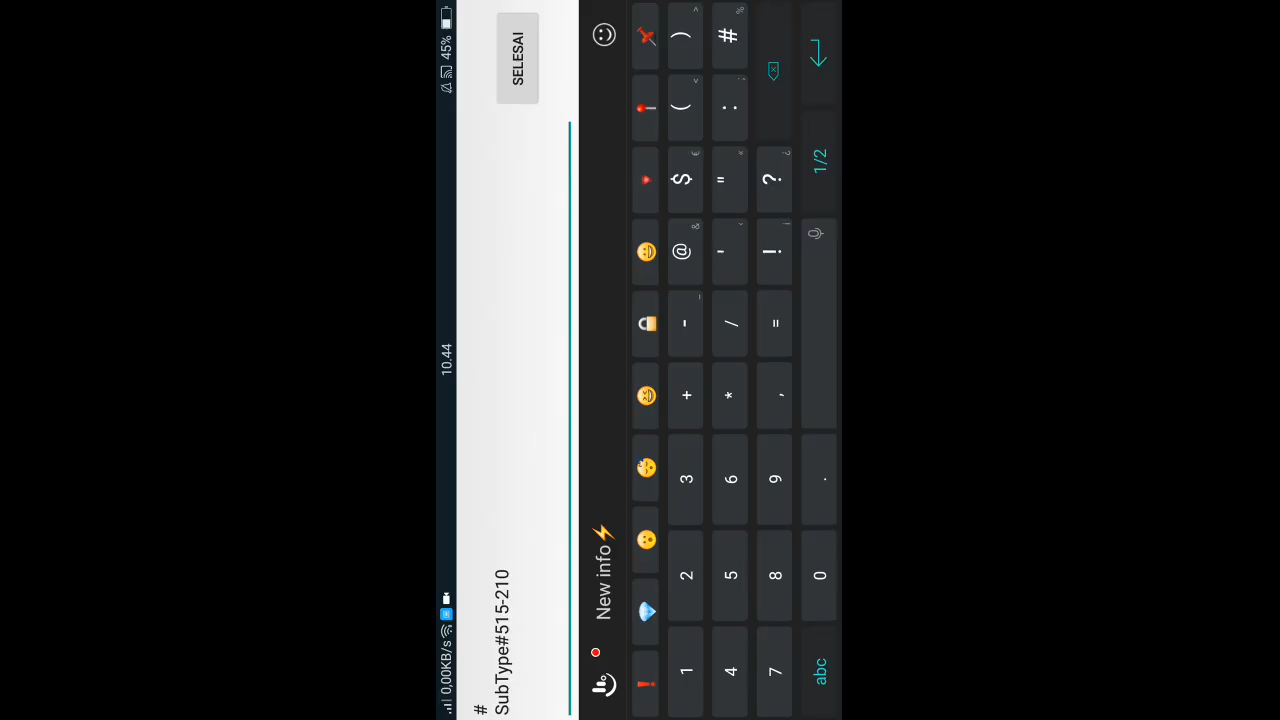 0,00KB/s
10.44
45%
#
SubType#515-210
SELESAI
New info⚡
1 2 3 + - @ $ ( )
_ & € < >
4 5 6 * / ' " : #
; %
7 8 9 , = ! ?
¡ ¿
abc 0 . 1/2